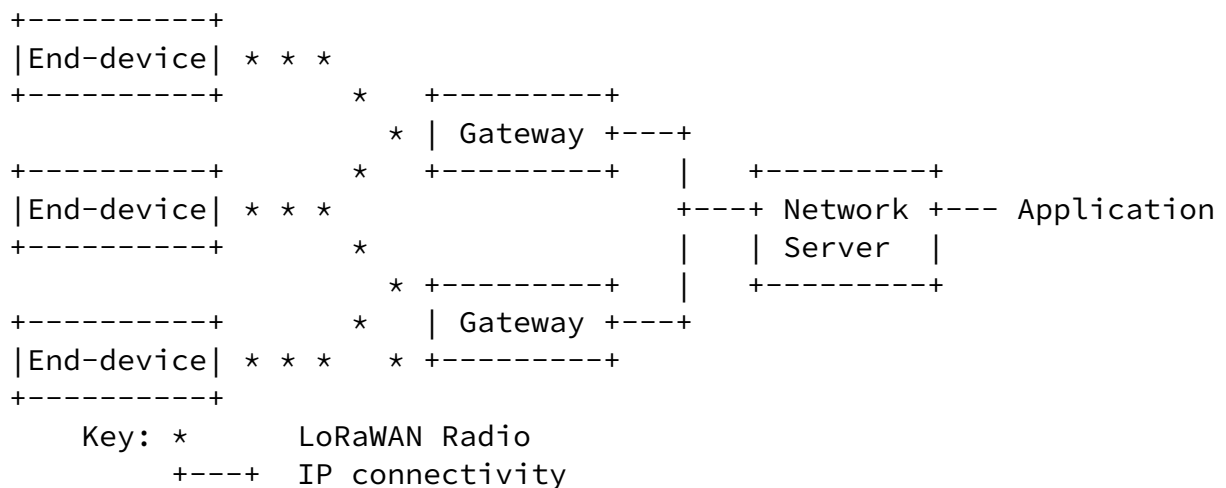 +----------+
|End-device| * * *
+----------+       *   +---------+
                     * | Gateway +---+
+----------+       *   +---------+   |   +---------+
|End-device| * * *                   +---+ Network +--- Application
+----------+       *                 |   | Server  |
                     * +---------+   |   +---------+
+----------+       *   | Gateway +---+
|End-device| * * *   * +---------+
+----------+
    Key: *      LoRaWAN Radio
         +---+  IP connectivity